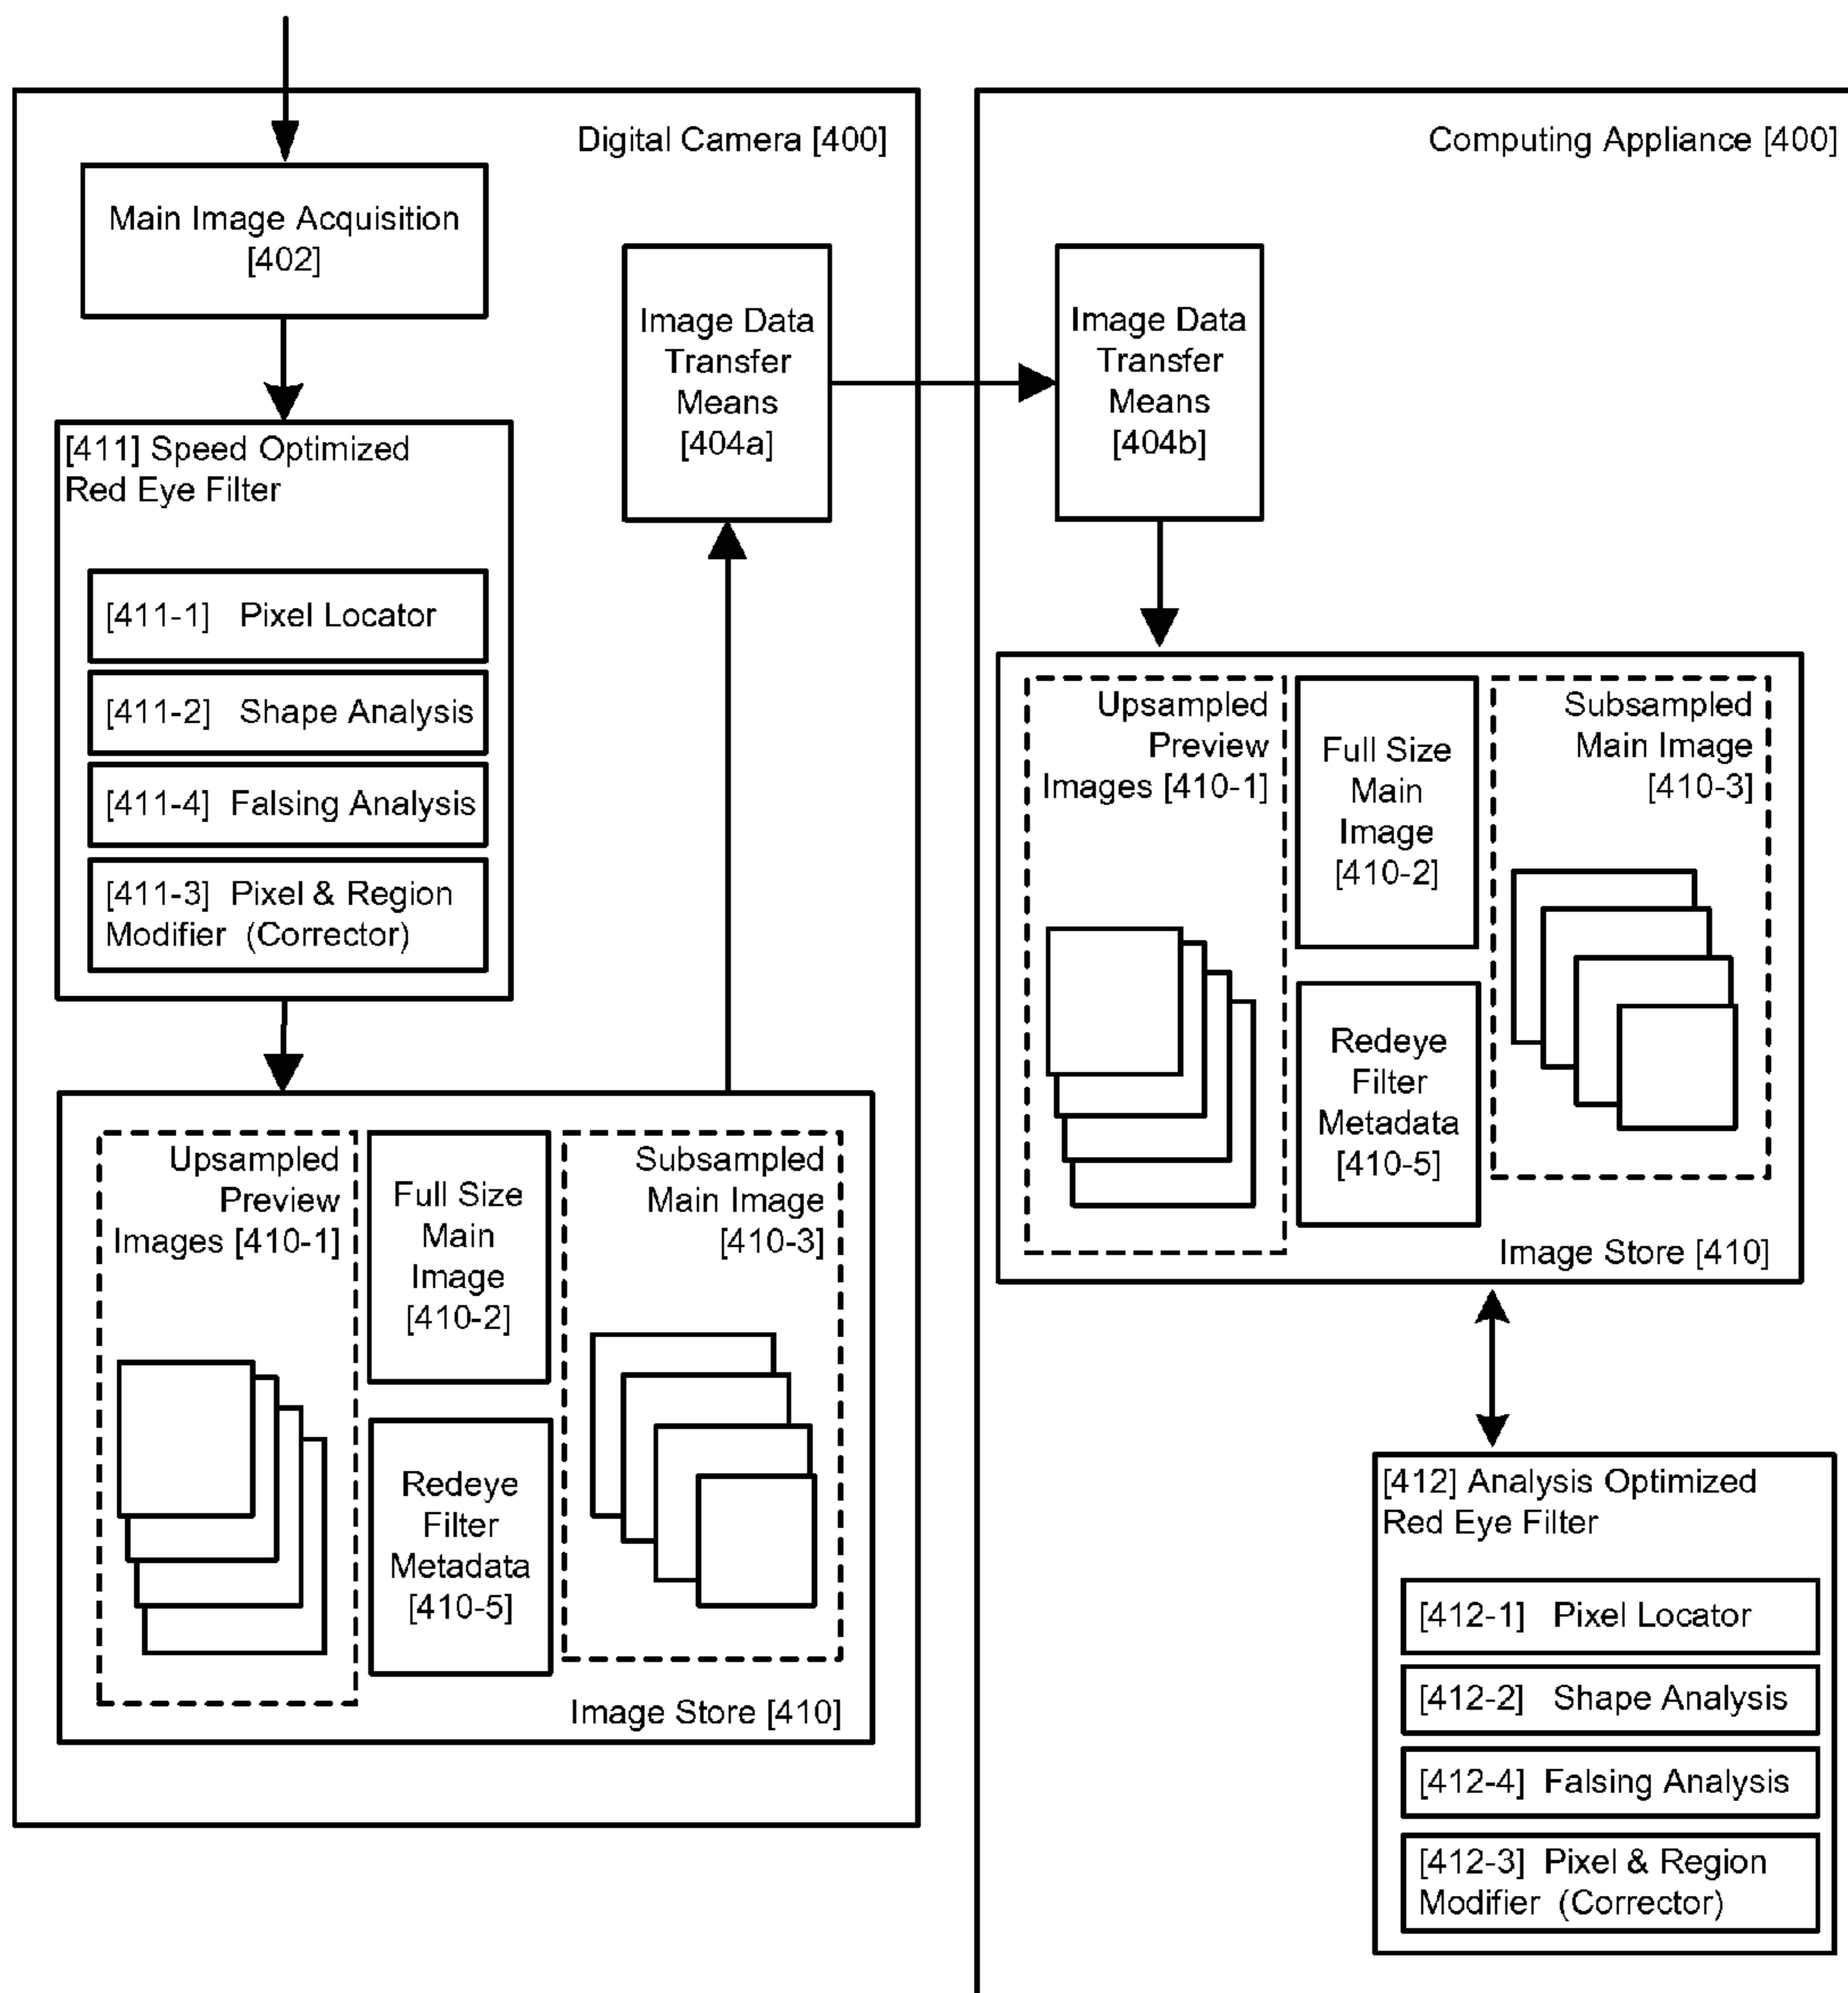 Digital Camera [400]
Main Image Acquisition
[402]
Image Data
Transfer
Means
[404a]
[411] Speed Optimized
Red Eye Filter
[411-1] Pixel Locator
[411-2] Shape Analysis
[411-4] Falsing Analysis
[411-3] Pixel & Region
Modifier (Corrector)
Upsampled
Preview
Images [410-1]
Full Size
Main
Image
[410-2]
Subsampled
Main Image
[410-3]
Redeye
Filter
Metadata
[410-5]
Image Store [410]
Computing Appliance [400]
Image Data
Transfer
Means
[404b]
Upsampled
Preview
Images [410-1]
Full Size
Main
Image
[410-2]
Subsampled
Main Image
[410-3]
Redeye
Filter
Metadata
[410-5]
Image Store [410]
[412] Analysis Optimized
Red Eye Filter
[412-1] Pixel Locator
[412-2] Shape Analysis
[412-4] Falsing Analysis
[412-3] Pixel & Region
Modifier (Corrector)